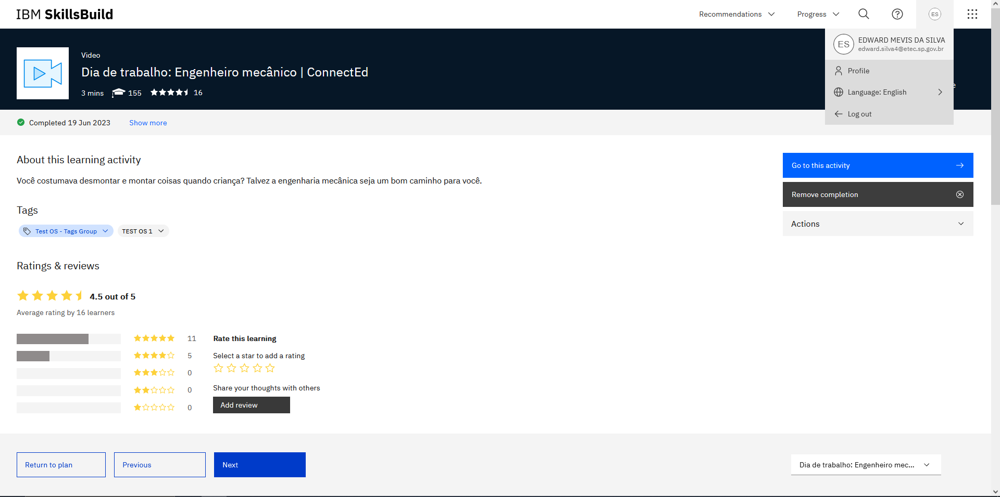 IBM SkillsBuild
Recommendations
Progress
ES
ES
EDWARD MEVIS DA SILVA
edward.silva4@etec.sp.gov.br
Profile
Language: English
Log out
Video
Dia de trabalho: Engenheiro mecânico | ConnectEd
3 mins 155 16
e
Completed 19 Jun 2023 Show more
About this learning activity
Você costumava desmontar e montar coisas quando criança? Talvez a engenharia mecânica seja um bom caminho para você.
Go to this activity
Remove completion
Actions
Tags
Test OS - Tags Group TEST OS 1
Ratings & reviews
4.5 out of 5
Average rating by 16 learners
11
5
0
0
0
Rate this learning
Select a star to add a rating
Share your thoughts with others
Add review
Return to plan
Previous
Next
Dia de trabalho: Engenheiro mec...